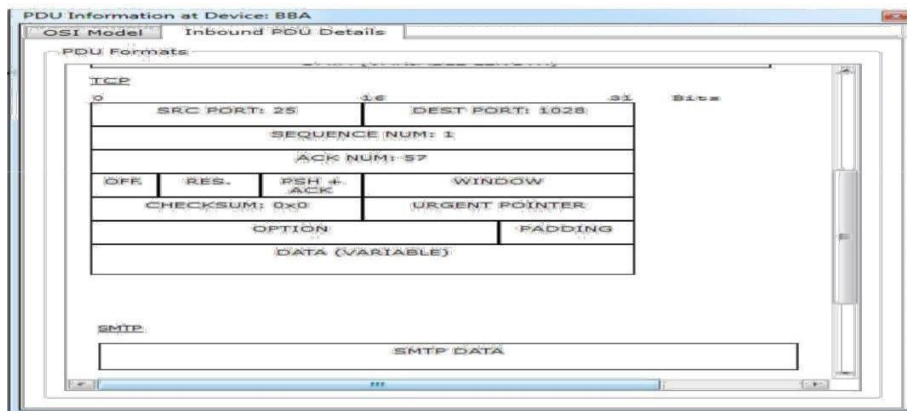 PDU Information at Device: BBA
OSI Model Inbound PDU Details
PDU Formats
TCP
0 16 31 Bits
SRC PORT: 25 DEST PORT: 1028
SEQUENCE NUM: 1
ACK NUM: 57
OFF. RES. PSH + ACK WINDOW
CHECKSUM: 0x0 URGENT POINTER
OPTION PADDING
DATA (VARIABLE)
SMTP
SMTP DATA